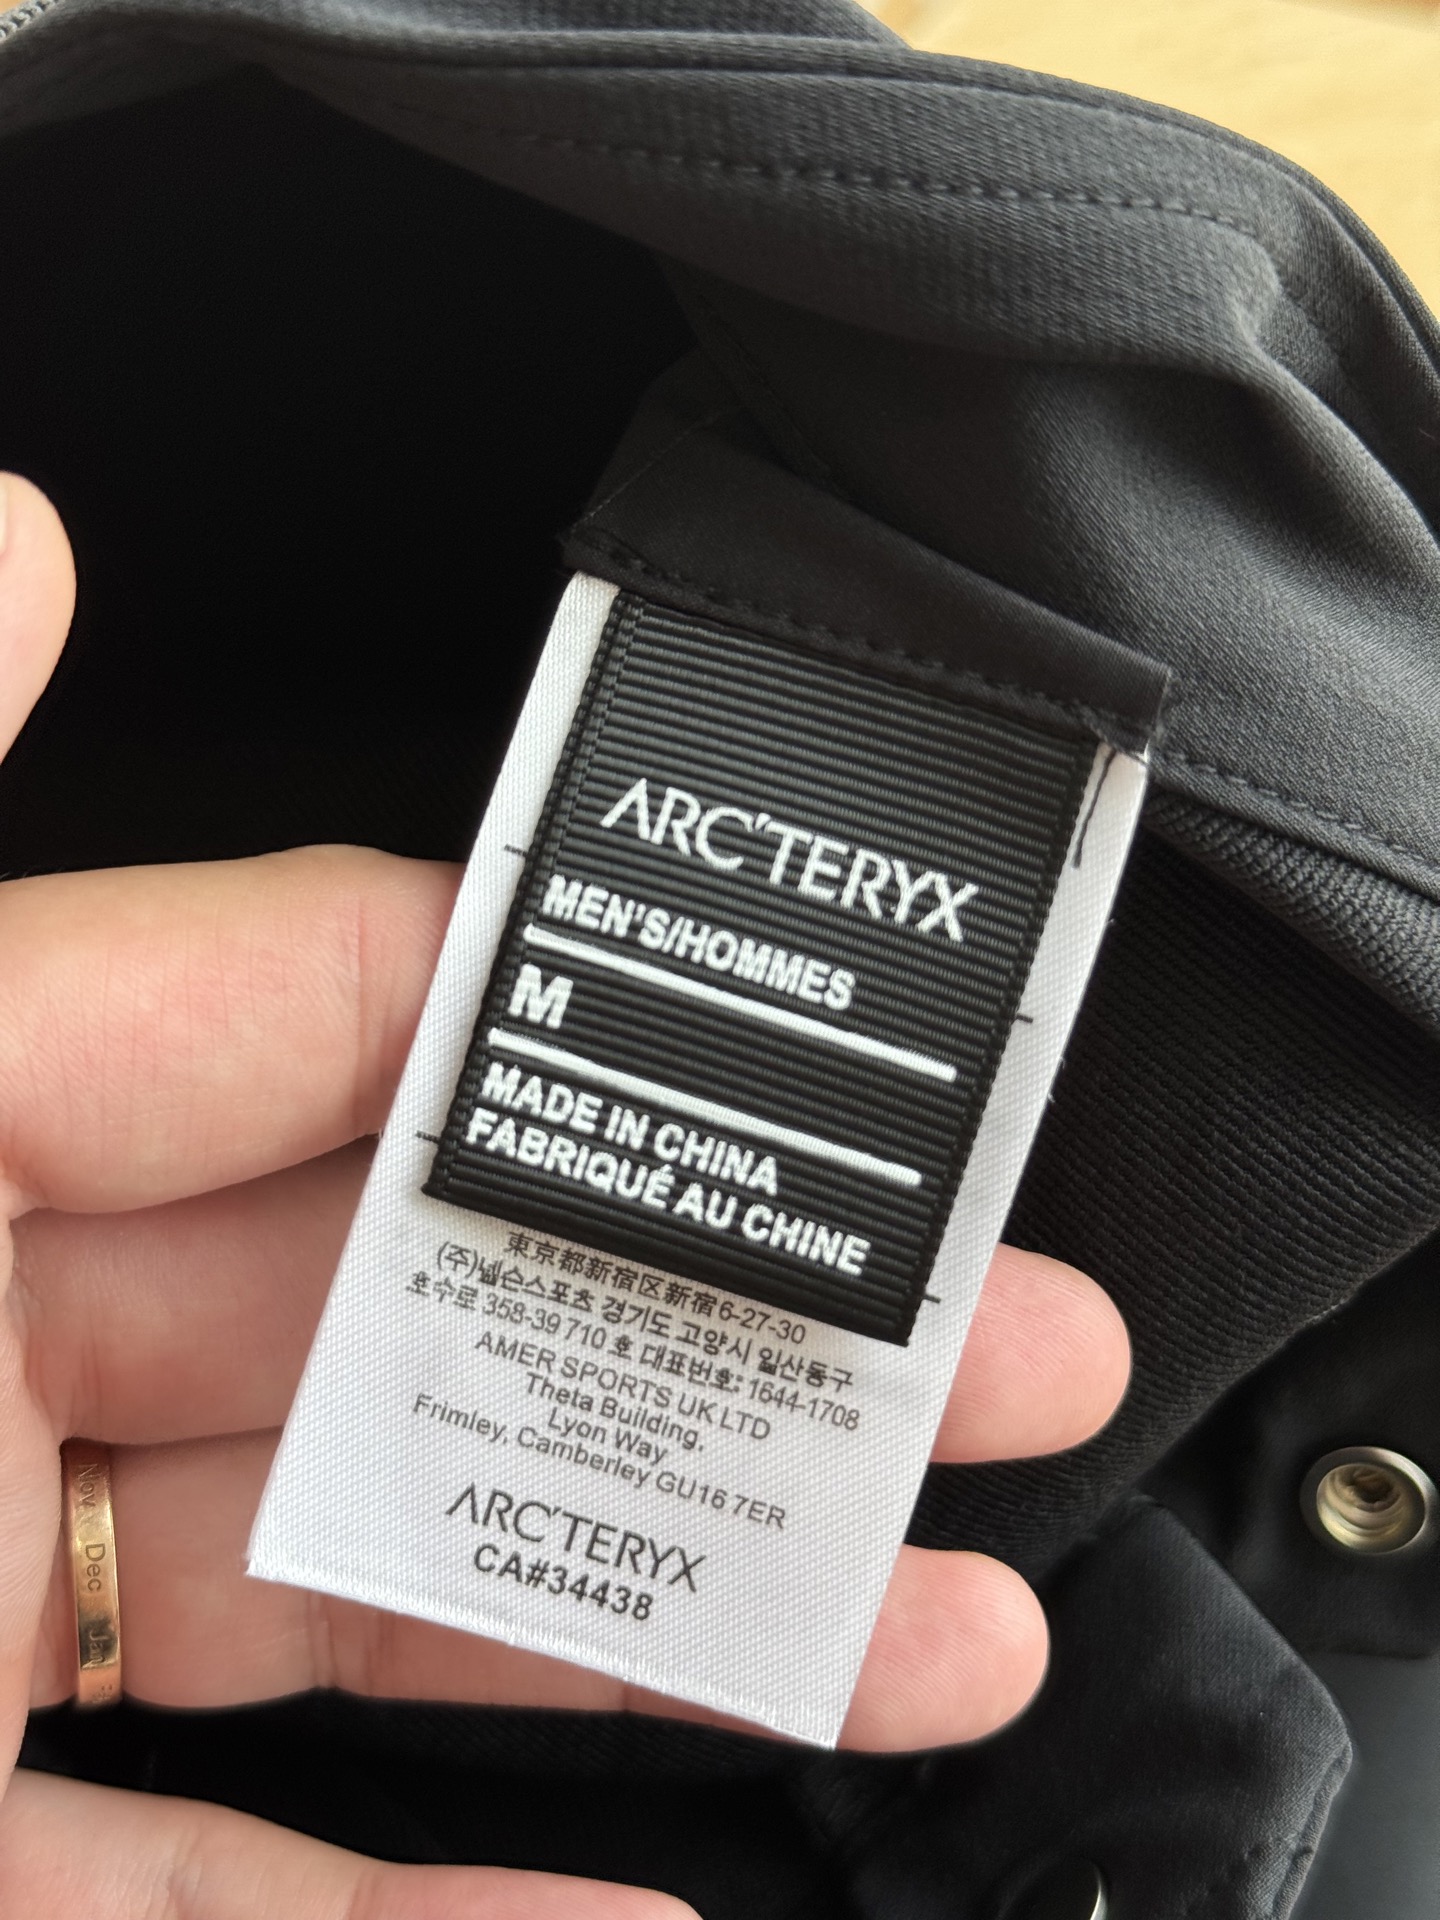 ARC'TERYX
MEN'S/HOMMES
M
MADE IN CHINA
FABRIQUÉ AU CHINE
東京都新宿区新宿6-27-30
(주)넬슨스포츠 경기도 고양시 일산동구
호수로 358-39 710 호 대표번호: 1644-1708
AMER SPORTS UK LTD
Theta Building.
Lyon Way
Frimley, Camberley GU16 7ER
ARC'TERYX
CA#34438
Nov Dec Jan